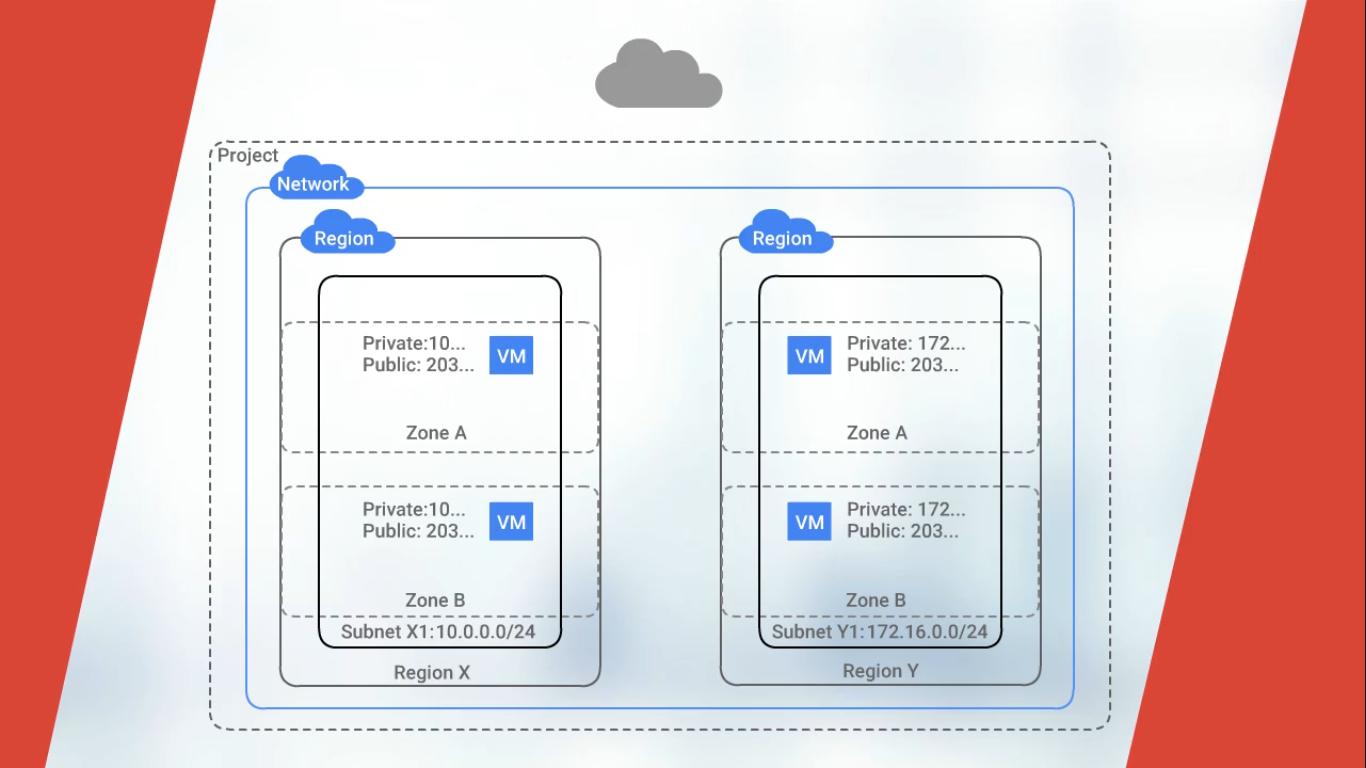 Project
Network
Region
Private:10...
Public: 203...
VM
Zone A
Private:10...
Public: 203...
VM
Zone B
Subnet X1:10.0.0.0/24
Region X
Region
VM
Private: 172...
Public: 203...
Zone A
VM
Private: 172...
Public: 203...
Zone B
Subnet Y1:172.16.0.0/24
Region Y